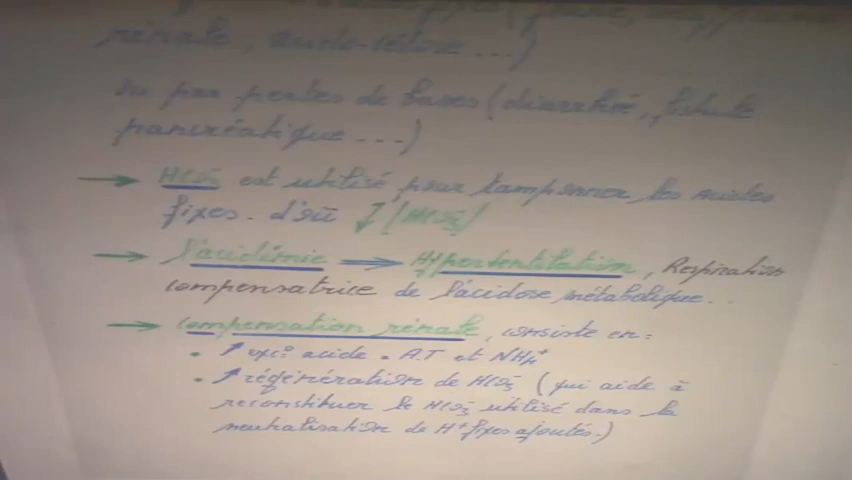 rénale, acido-cétose ...)
ou par pertes de bases (diarrhée, fistule
pancréatique ...)
→ HCO₃⁻ est utilisé pour tamponner les acides
fixes. d'où ↓ [HCO₃⁻]
→ l'acidémie ⟹ Hyperventilation, Respiration
compensatrice de l'acidose métabolique..
→ compensation rénale, consiste en:
• ↗ exc° acide • A.T et NH₄⁺
• ↗ régénération de HCO₃⁻ (qui aide à
reconstituer le HCO₃⁻ utilisé dans la
neutralisation de H⁺ fixes ajoutés.)